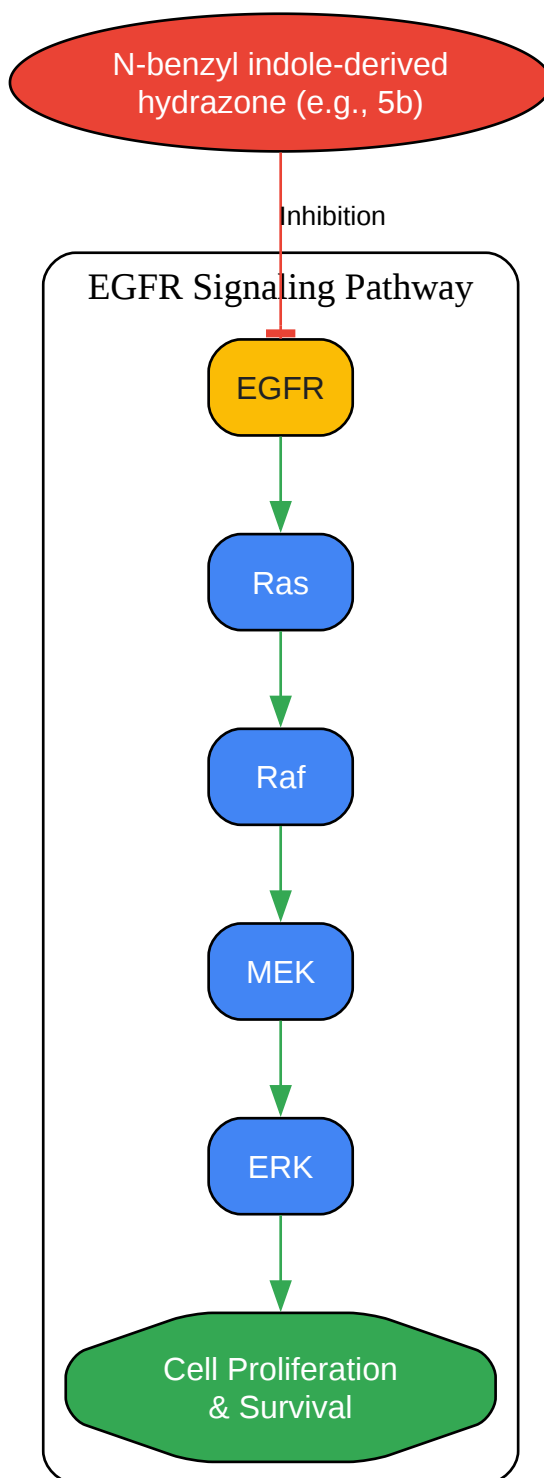 N-benzyl indole-derived
hydrazone (e.g., 5b)
Inhibition
EGFR Signaling Pathway
EGFR
Ras
Raf
MEK
ERK
Cell Proliferation
& Survival